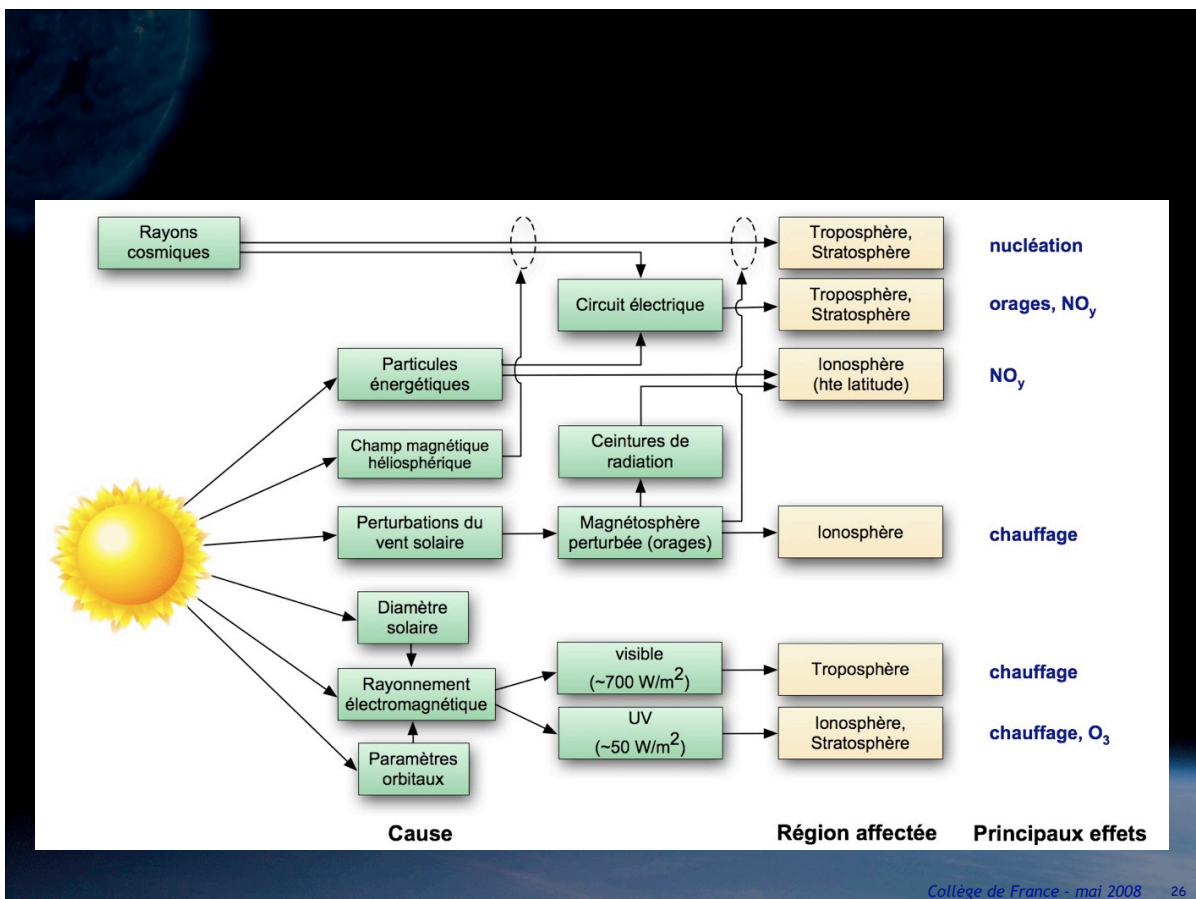 Rayons
cosmiques
Troposphère,
Stratosphère
nucléation
Circuit électrique
Troposphère,
Stratosphère
orages, NOy
Particules
énergétiques
Ionosphère
(hte latitude)
NOy
Champ magnétique
héliosphérique
Ceintures de
radiation
Perturbations du
vent solaire
Magnétosphère
perturbée (orages)
Ionosphère
chauffage
Diamètre
solaire
visible
(~700 W/m2)
Troposphère
chauffage
Rayonnement
électromagnétique
UV
(~50 W/m2)
Ionosphère,
Stratosphère
chauffage, O3
Paramètres
orbitaux
Cause
Région affectée
Principaux effets
Collège de France - mai 2008 26